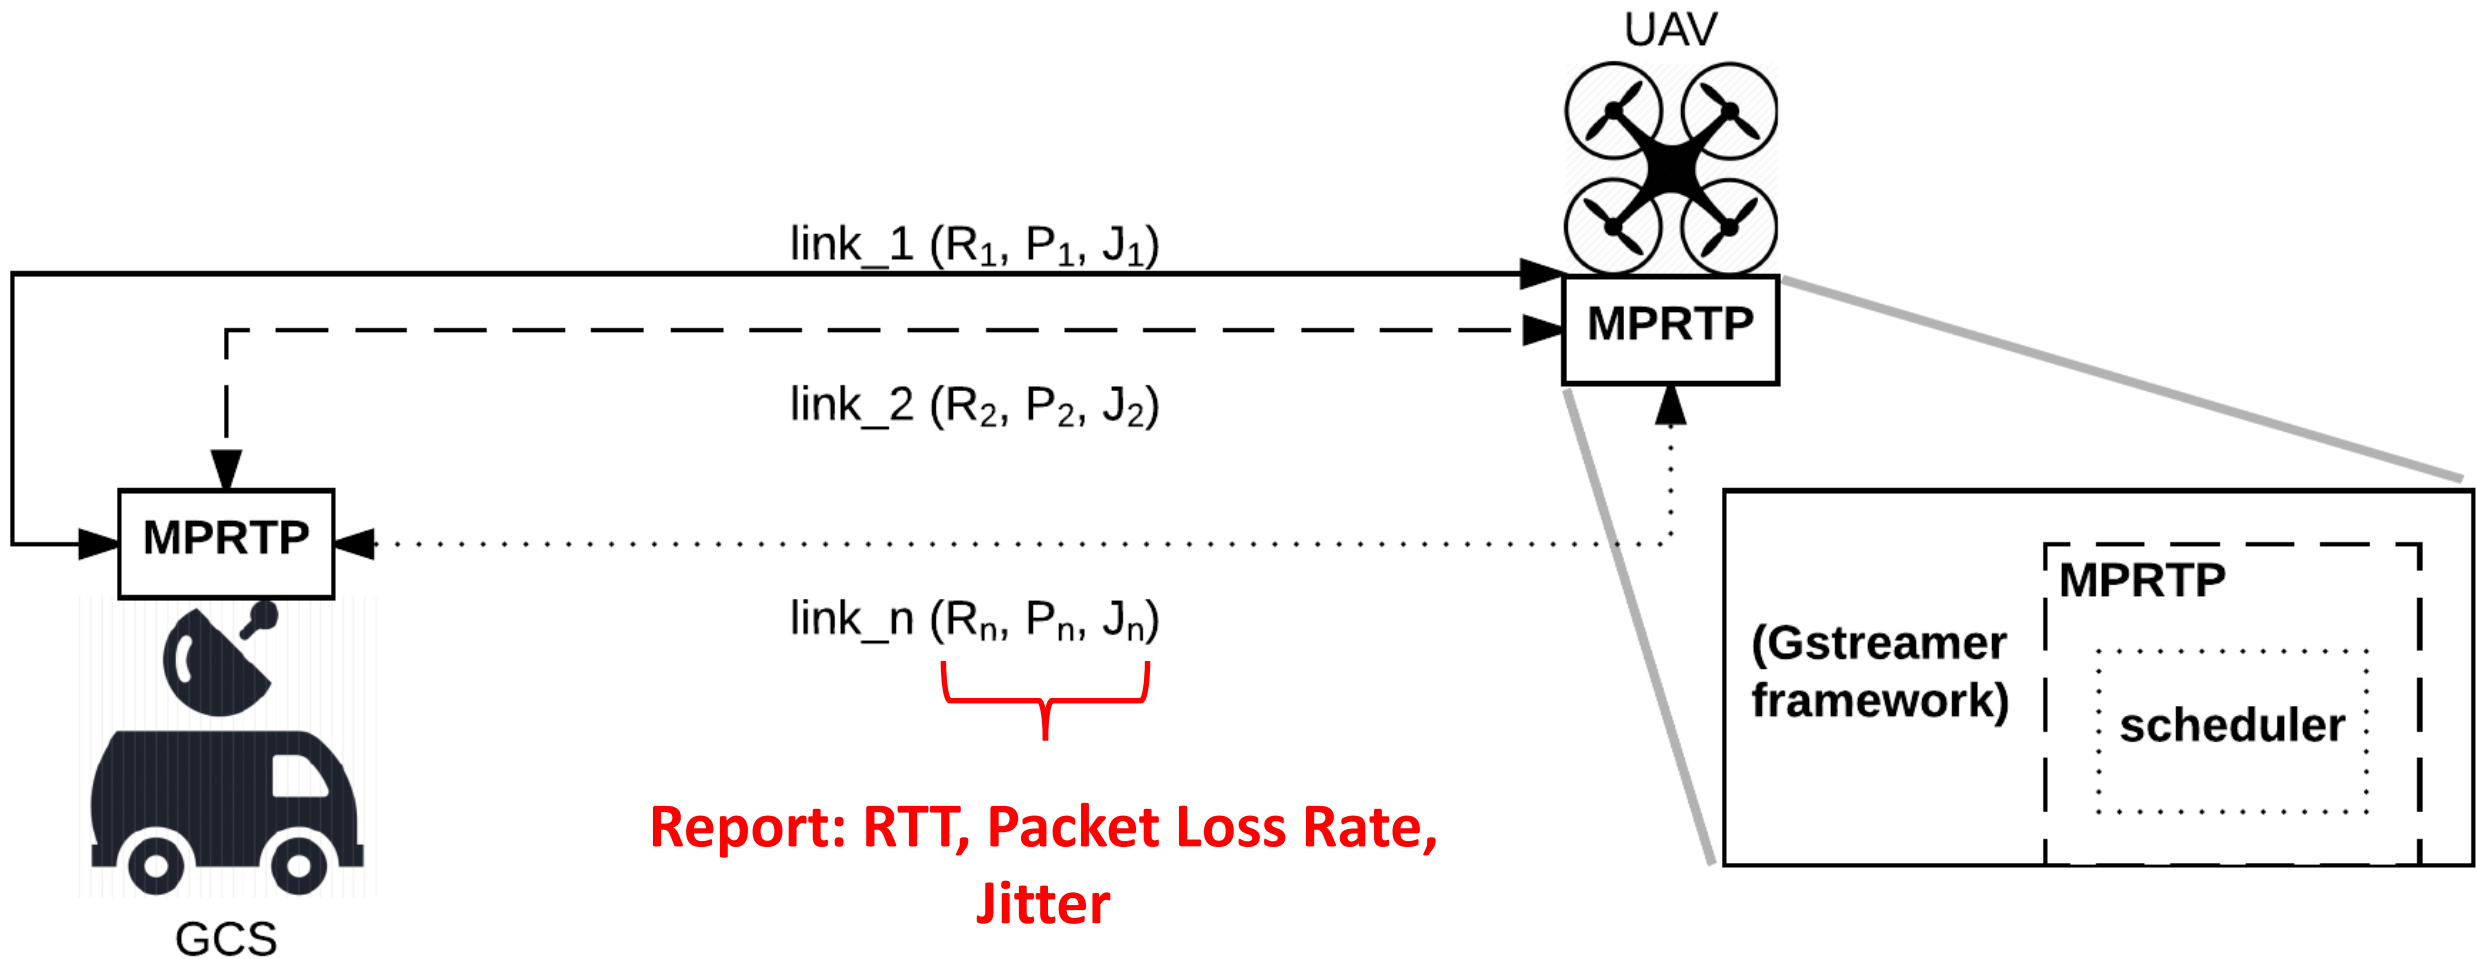 UAV
link_1 (R₁, P₁, J₁)
MPRTP
link_2 (R₂, P₂, J₂)
MPRTP
link_n (Rₙ, Pₙ, Jₙ)
Report: RTT, Packet Loss Rate,
Jitter
GCS
MPRTP
(Gstreamer
framework)
scheduler